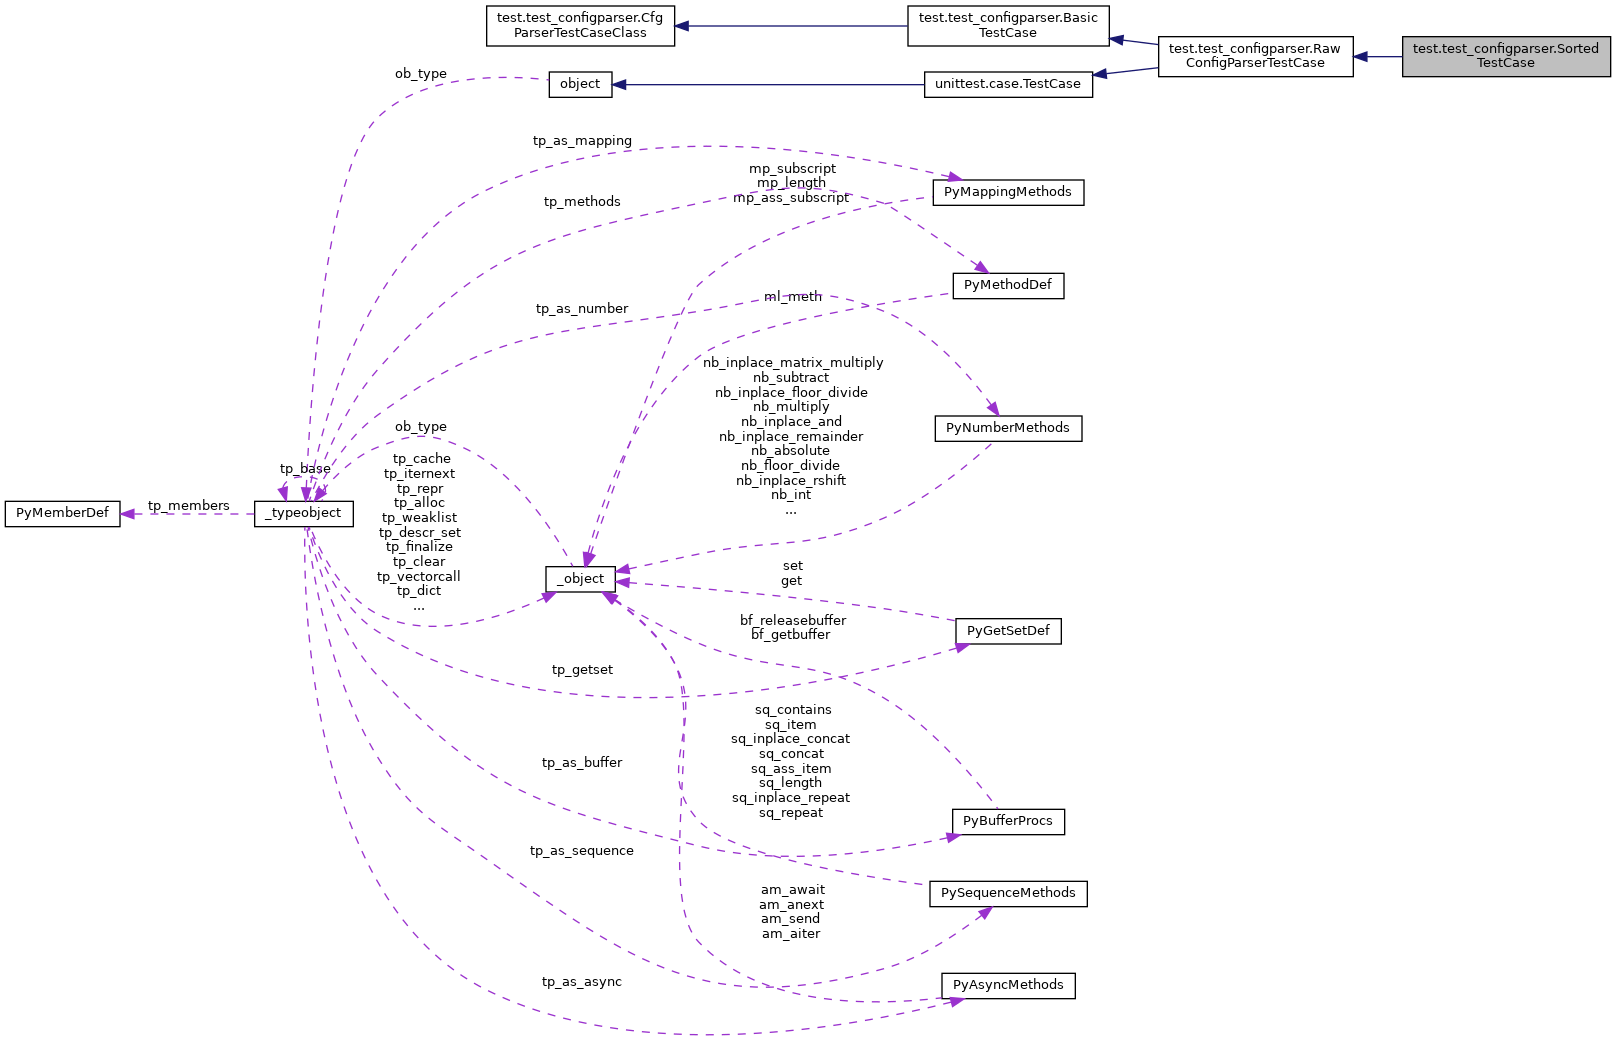 test.test_configparser.Cfg
ParserTestCaseClass
test.test_configparser.Basic
TestCase
test.test_configparser.Raw
ConfigParserTestCase
test.test_configparser.Sorted
TestCase
ob_type
object
unittest.case.TestCase
tp_as_mapping
mp_subscript
mp_length
mp_ass_subscript
PyMappingMethods
tp_methods
PyMethodDef
tp_as_number
ml_meth
nb_inplace_matrix_multiply
nb_subtract
nb_inplace_floor_divide
nb_multiply
nb_inplace_and
nb_inplace_remainder
nb_absolute
nb_floor_divide
nb_inplace_rshift
nb_int
...
PyNumberMethods
ob_type
tp_cache
tp_iternext
tp_repr
tp_alloc
tp_weaklist
tp_descr_set
tp_finalize
tp_clear
tp_vectorcall
tp_dict
...
tp_base
PyMemberDef
tp_members
_typeobject
_object
set
get
PyGetSetDef
bf_releasebuffer
bf_getbuffer
tp_getset
sq_contains
sq_item
sq_inplace_concat
sq_concat
sq_ass_item
sq_length
sq_inplace_repeat
sq_repeat
tp_as_buffer
PyBufferProcs
tp_as_sequence
PySequenceMethods
am_await
am_anext
am_send
am_aiter
tp_as_async
PyAsyncMethods